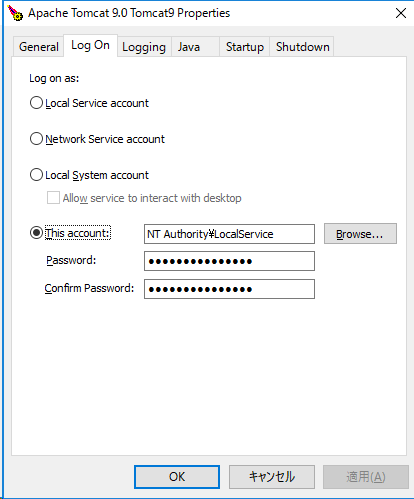 Apache Tomcat 9.0 Tomcat9 Properties
General Log On Logging Java Startup Shutdown
Log on as:
Local Service account
Network Service account
Local System account
Allow service to interact with desktop
This account: NT Authority¥LocalService Browse...
Password: ●●●●●●●●●●●●●●●
Confirm Password: ●●●●●●●●●●●●●●●
OK キャンセル 適用(A)